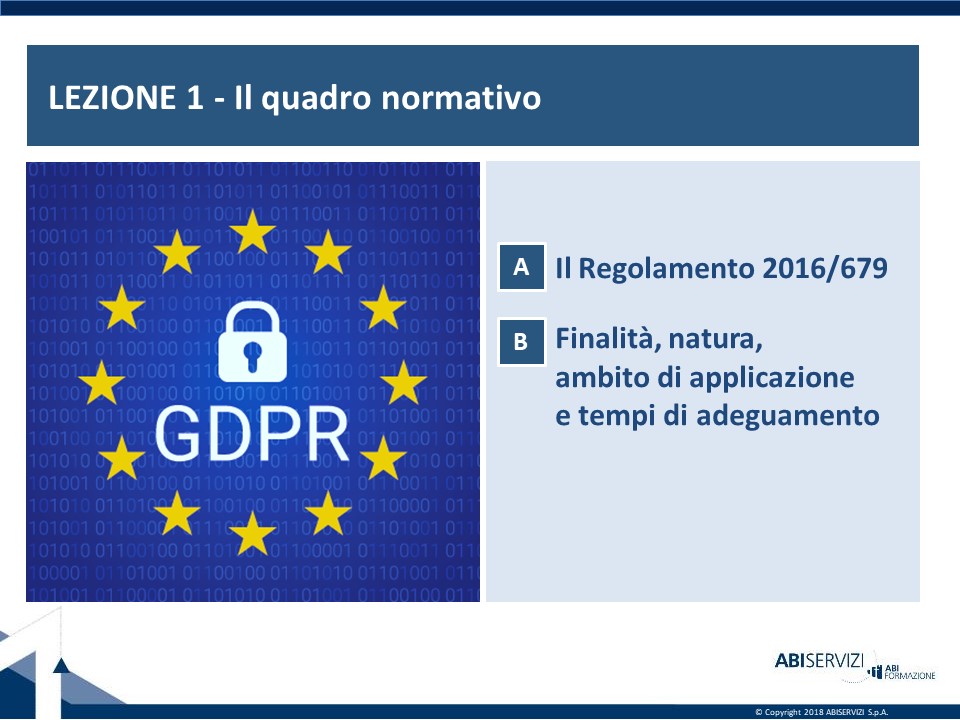 LEZIONE 1 - Il quadro normativo
GDPR
A Il Regolamento 2016/679
B Finalità, natura,
ambito di applicazione
e tempi di adeguamento
ABISERVIZI
ABI
FORMAZIONE
© Copyright 2018 ABISERVIZI S.p.A.